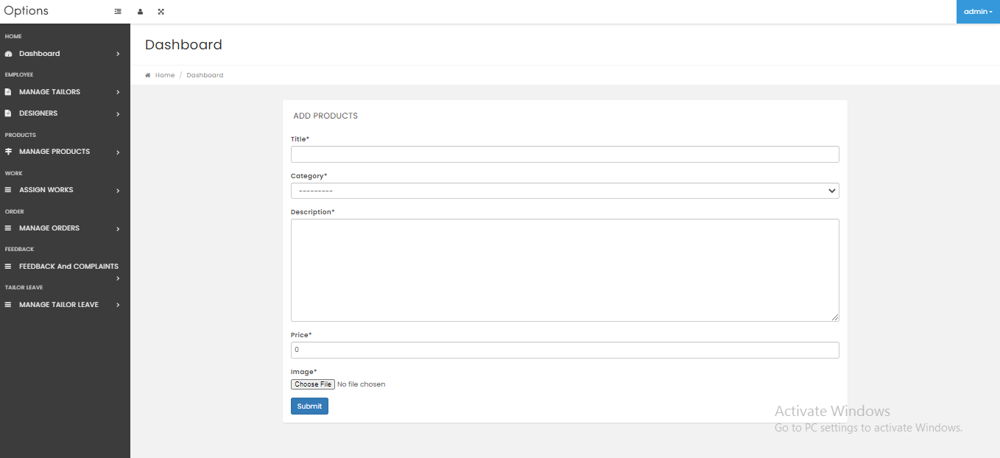 Options
admin
HOME
Dashboard
EMPLOYEE
MANAGE TAILORS
DESIGNERS
PRODUCTS
MANAGE PRODUCTS
WORK
ASSIGN WORKS
ORDER
MANAGE ORDERS
FEEDBACK
FEEDBACK And COMPLAINTS
TAILOR LEAVE
MANAGE TAILOR LEAVE
Dashboard
Home / Dashboard
ADD PRODUCTS
Title*
Category*
---------
Description*
Price*
0
Image*
Choose File No file chosen
Submit
Activate Windows
Go to PC settings to activate Windows.